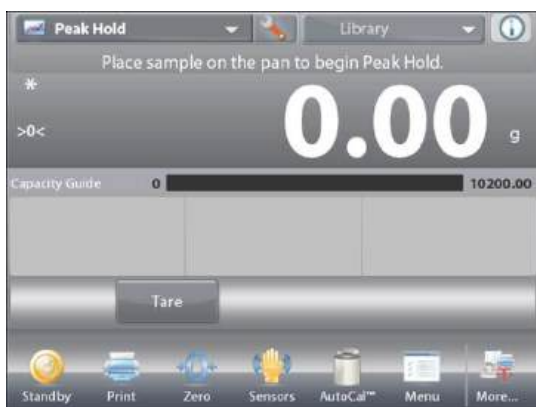 Peak Hold Library
Place sample on the pan to begin Peak Hold.
*
>0< 0.00 g
Capacity Guide 0 10200.00
Tare
Standby Print Zero Sensors AutoCal™ Menu More...